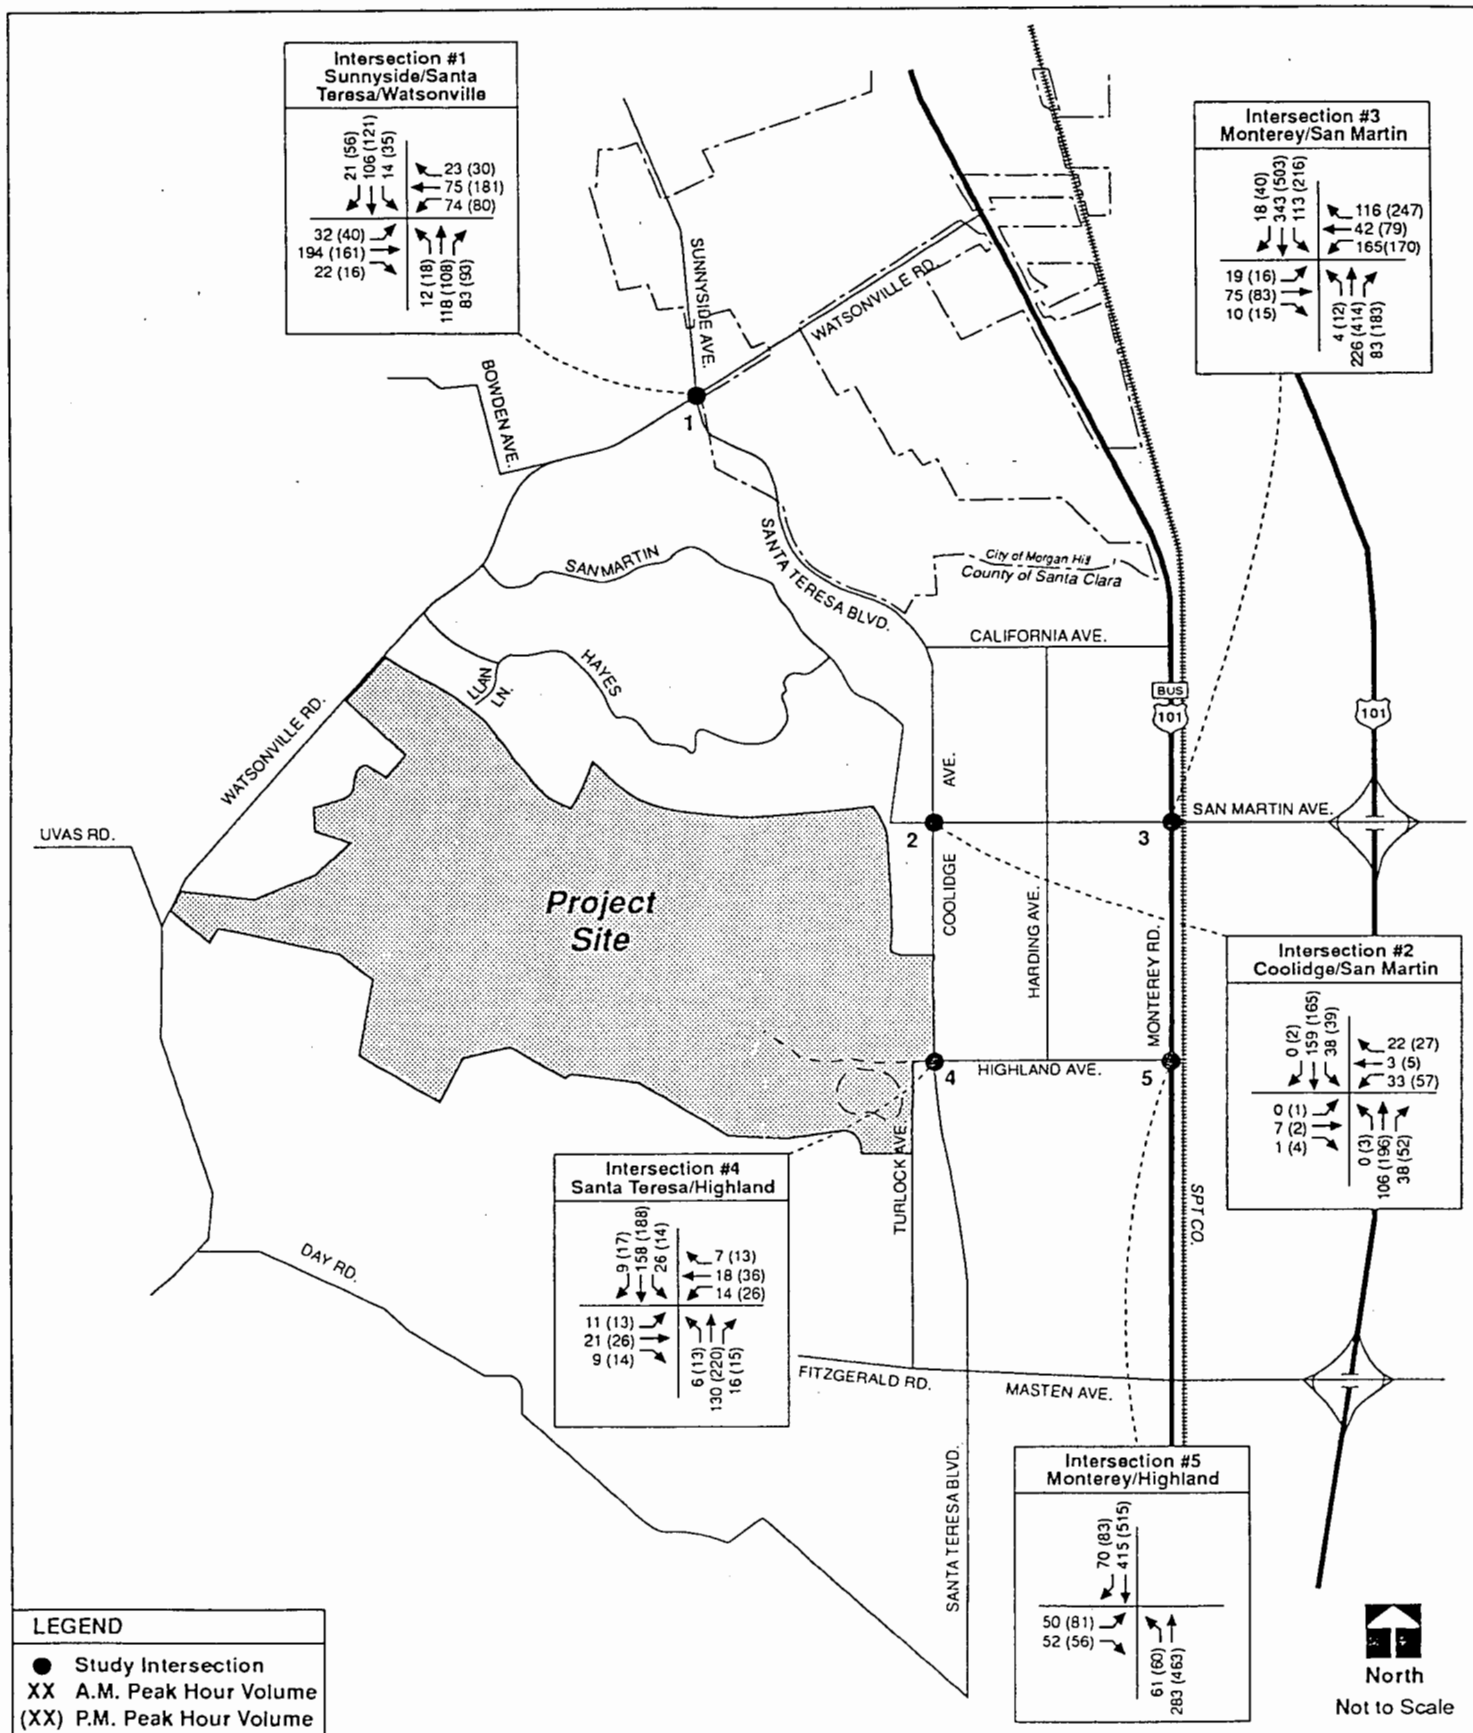 Intersection #1
Sunnyside/Santa
Teresa/Watsonville
21 (56)
106 (121)
14 (35)
23 (30)
75 (181)
74 (80)
32 (40)
194 (161)
22 (16)
12 (18)
118 (108)
83 (93)
Intersection #3
Monterey/San Martin
18 (40)
343 (503)
113 (216)
116 (247)
42 (79)
165(170)
19 (16)
75 (83)
10 (15)
4 (12)
226 (414)
83 (183)
SUNNYSIDE AVE.
WATSONVILLE RD.
BOWDEN AVE.
1
SANTA TERESA BLVD.
SAN MARTIN
City of Morgan Hill
County of Santa Clara
CALIFORNIA AVE.
HAYES
LLAN
LN.
WATSONVILLE RD.
BUS
101
101
UVAS RD.
COOLIDGE AVE.
2
3
SAN MARTIN AVE.
Project
Site
HARDING AVE.
MONTEREY RD.
Intersection #2
Coolidge/San Martin
0 (2)
159 (165)
38 (39)
22 (27)
3 (5)
33 (57)
0 (1)
7 (2)
1 (4)
0 (3)
106 (196)
38 (52)
4
HIGHLAND AVE.
5
TURLOCK AVE.
SPT CO.
Intersection #4
Santa Teresa/Highland
9 (17)
158 (188)
26 (14)
7 (13)
18 (36)
14 (26)
11 (13)
21 (26)
9 (14)
6 (13)
130 (220)
16 (15)
DAY RD.
FITZGERALD RD.
MASTEN AVE.
SANTA TERESA BLVD.
Intersection #5
Monterey/Highland
70 (83)
415 (515)
50 (81)
52 (56)
61 (60)
283 (463)
LEGEND
Study Intersection
XX A.M. Peak Hour Volume
(XX) P.M. Peak Hour Volume
North
Not to Scale